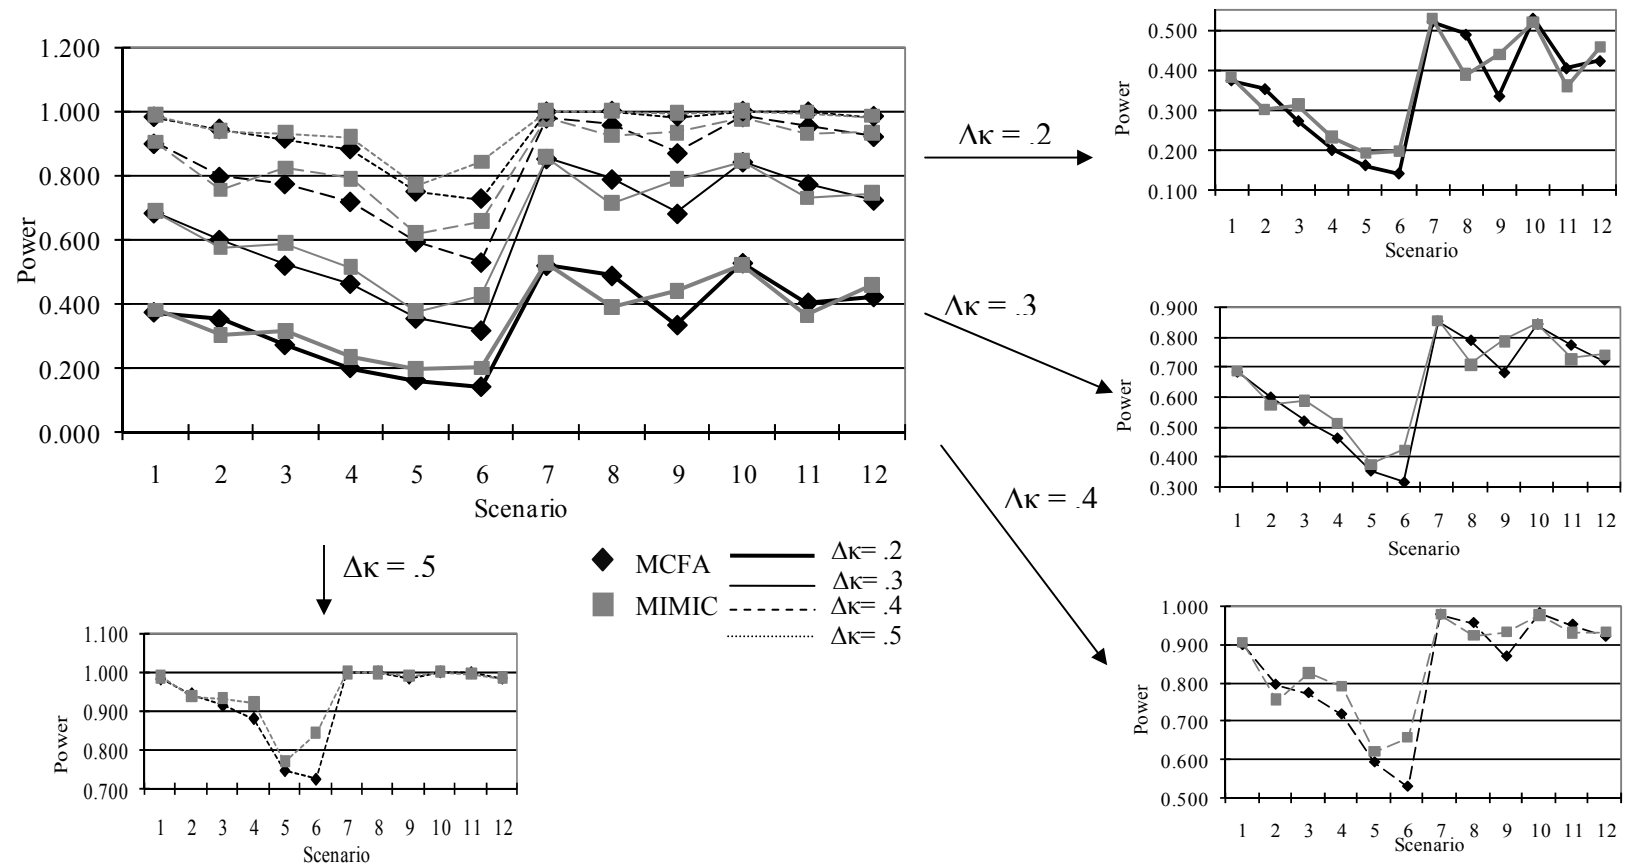 1.200
1.000
0.800
0.600
0.400
0.200
0.000
Power
1 2 3 4 5 6 7 8 9 10 11 12
Scenario
Δκ = .2
Δκ = .3
Δκ = .4
Δκ = .5
MCFA
MIMIC
Δκ= .2
Δκ= .3
Δκ= .4
Δκ= .5
0.500
0.400
0.300
0.200
0.100
Power
1 2 3 4 5 6 7 8 9 10 11 12
Scenario
0.900
0.800
0.700
0.600
0.500
0.400
0.300
Power
1 2 3 4 5 6 7 8 9 10 11 12
Scenario
1.000
0.900
0.800
0.700
0.600
0.500
Power
1 2 3 4 5 6 7 8 9 10 11 12
Scenario
1.100
1.000
0.900
0.800
0.700
Power
1 2 3 4 5 6 7 8 9 10 11 12
Scenario